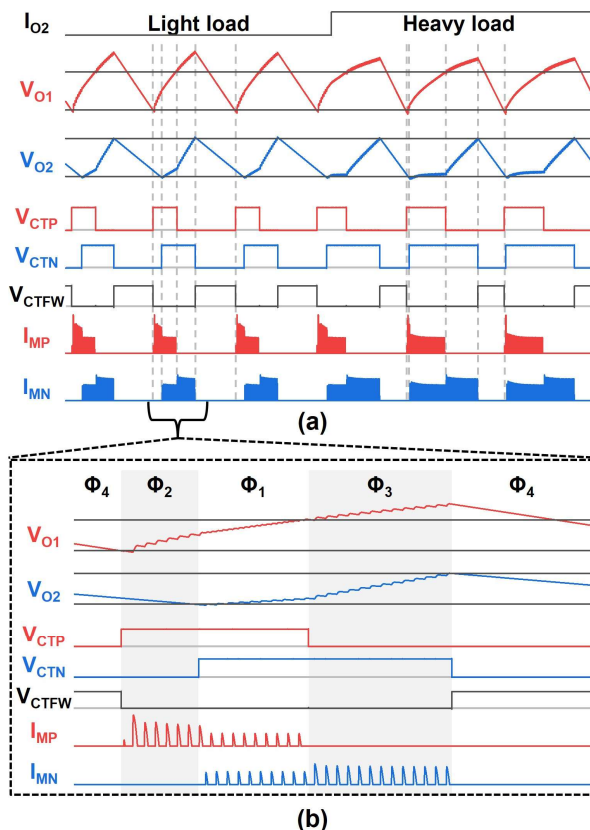 I_O2 Light load Heavy load
V_O1
V_O2
V_CTP
V_CTN
V_CTFW
I_MP
I_MN
(a)
Φ4 Φ2 Φ1 Φ3 Φ4
V_O1
V_O2
V_CTP
V_CTN
V_CTFW
I_MP
I_MN
(b)